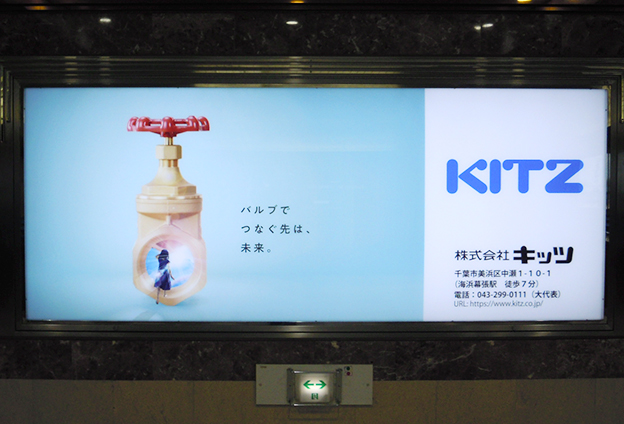 バルブで
つなぐ先は、
未来。
KITZ
株式会社 キッツ
千葉市美浜区中瀬1-10-1
(海浜幕張駅 徒歩7分)
電話:043-299-0111(大代表)
URL: https://www.kitz.co.jp/